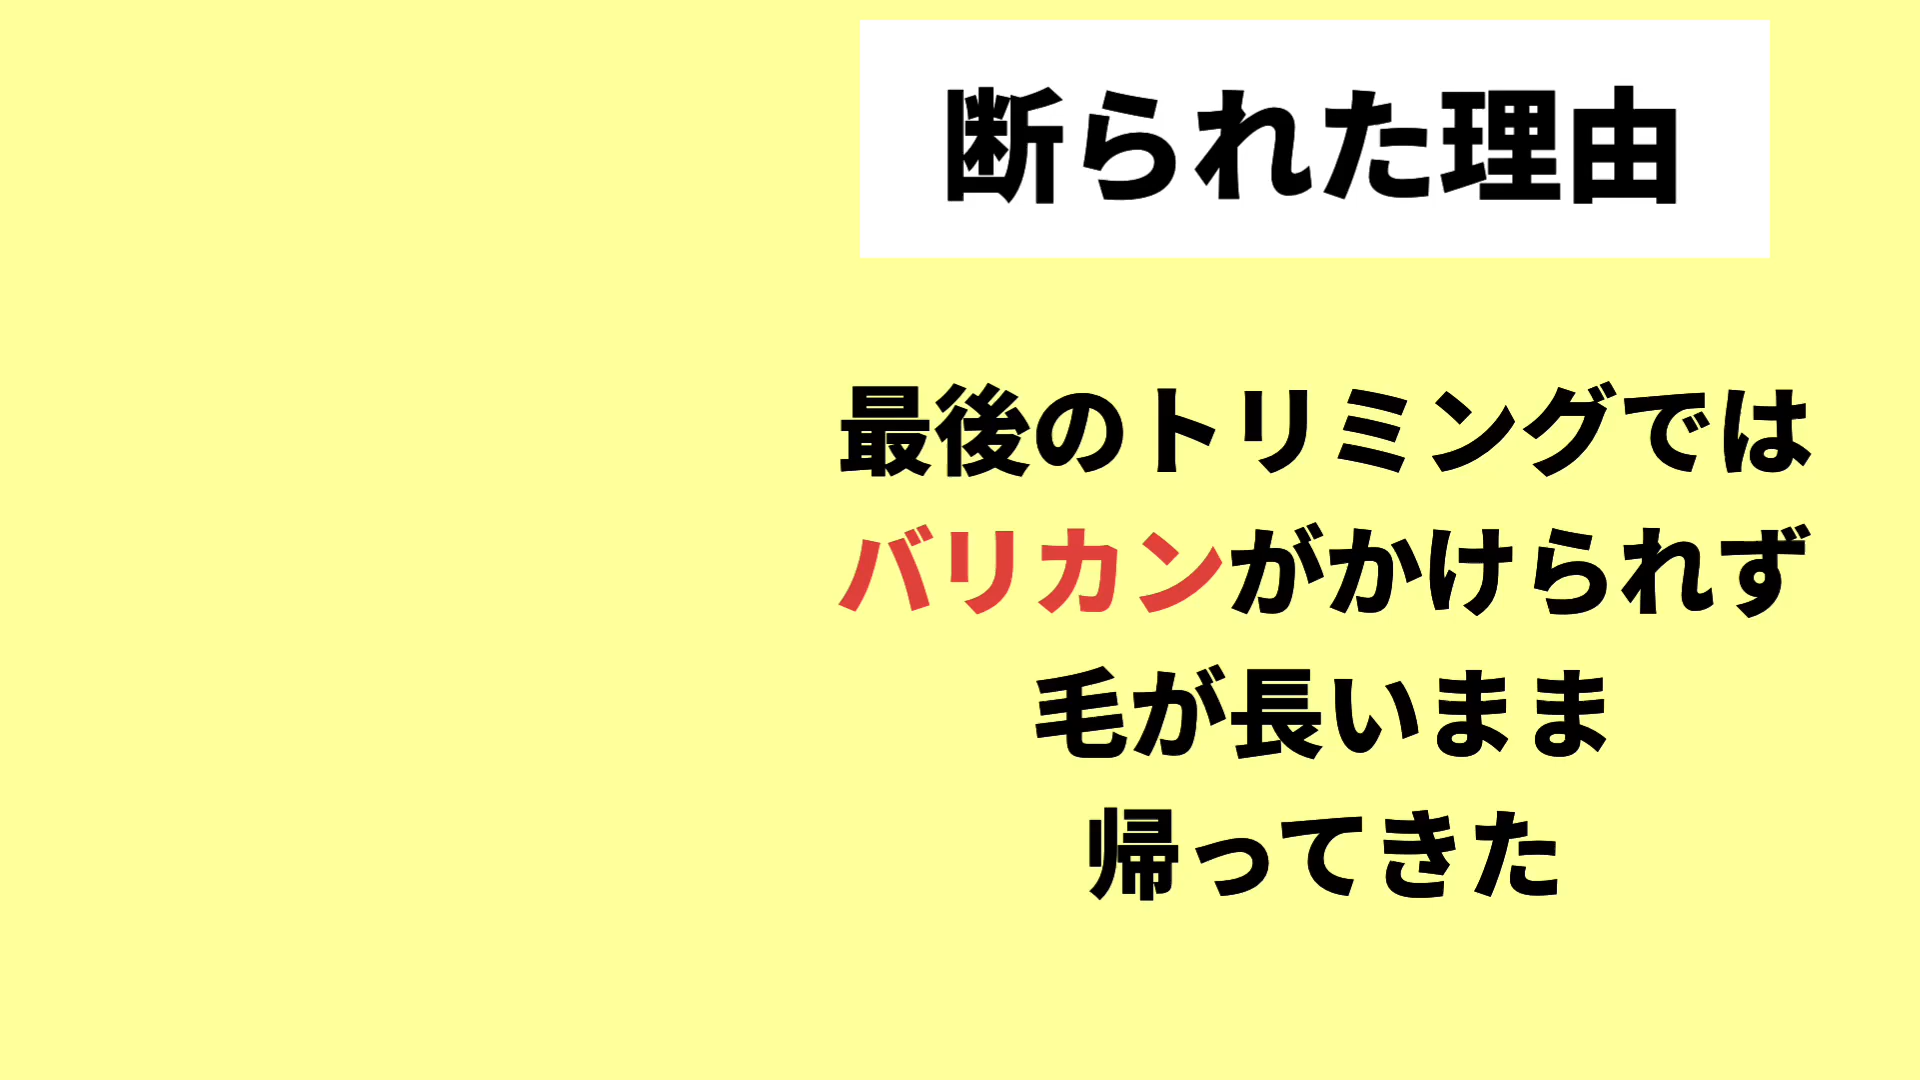 断られた理由
最後のトリミングでは
バリカンがかけられず
毛が長いまま
帰ってきた